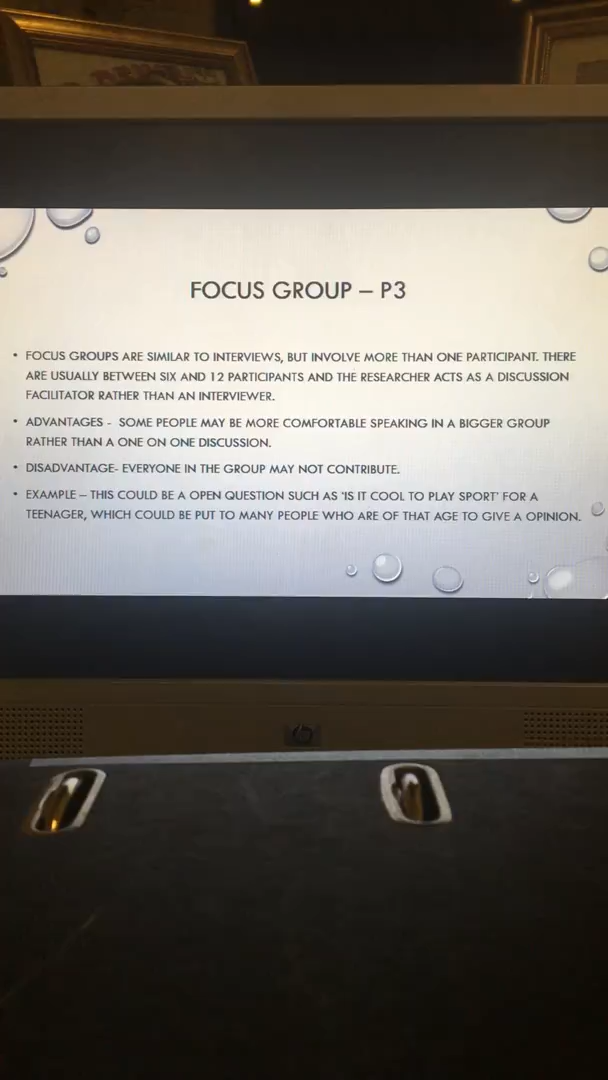 FOCUS GROUP – P3
• FOCUS GROUPS ARE SIMILAR TO INTERVIEWS, BUT INVOLVE MORE THAN ONE PARTICIPANT. THERE
ARE USUALLY BETWEEN SIX AND 12 PARTICIPANTS AND THE RESEARCHER ACTS AS A DISCUSSION
FACILITATOR RATHER THAN AN INTERVIEWER.
• ADVANTAGES - SOME PEOPLE MAY BE MORE COMFORTABLE SPEAKING IN A BIGGER GROUP
RATHER THAN A ONE ON ONE DISCUSSION.
• DISADVANTAGE- EVERYONE IN THE GROUP MAY NOT CONTRIBUTE.
• EXAMPLE – THIS COULD BE A OPEN QUESTION SUCH AS 'IS IT COOL TO PLAY SPORT' FOR A
TEENAGER, WHICH COULD BE PUT TO MANY PEOPLE WHO ARE OF THAT AGE TO GIVE A OPINION.
hp